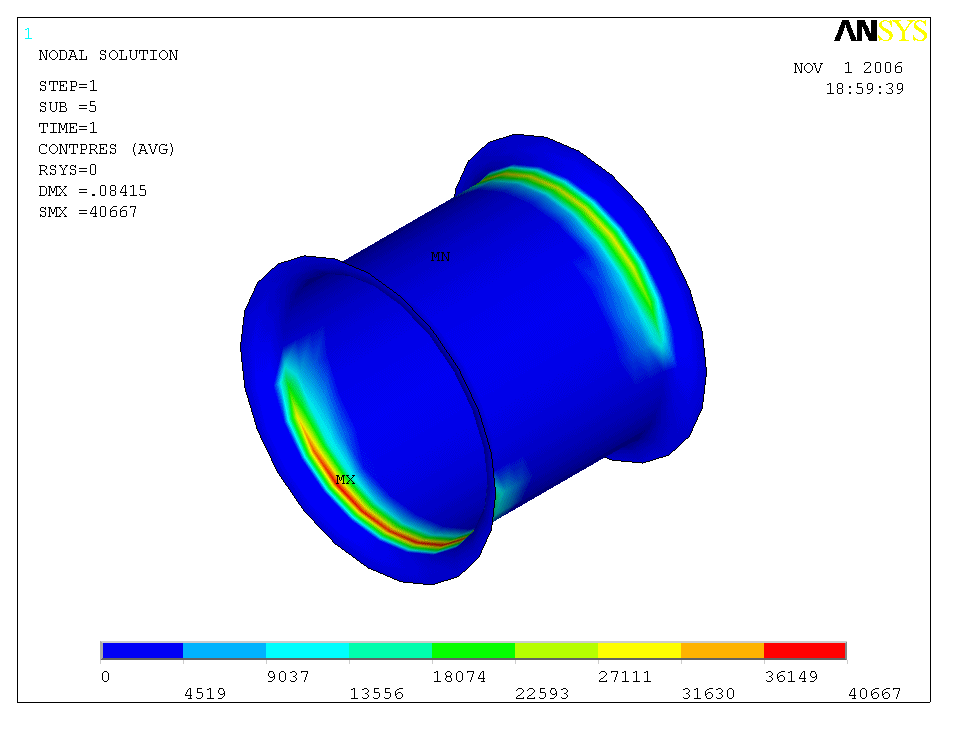 1
ANSYS
NODAL SOLUTION
NOV 1 2006
18:59:39
STEP=1
SUB =5
TIME=1
CONTPRES (AVG)
RSYS=0
DMX =.08415
SMX =40667
MN
MX
0 9037 18074 27111 36149
4519 13556 22593 31630 40667